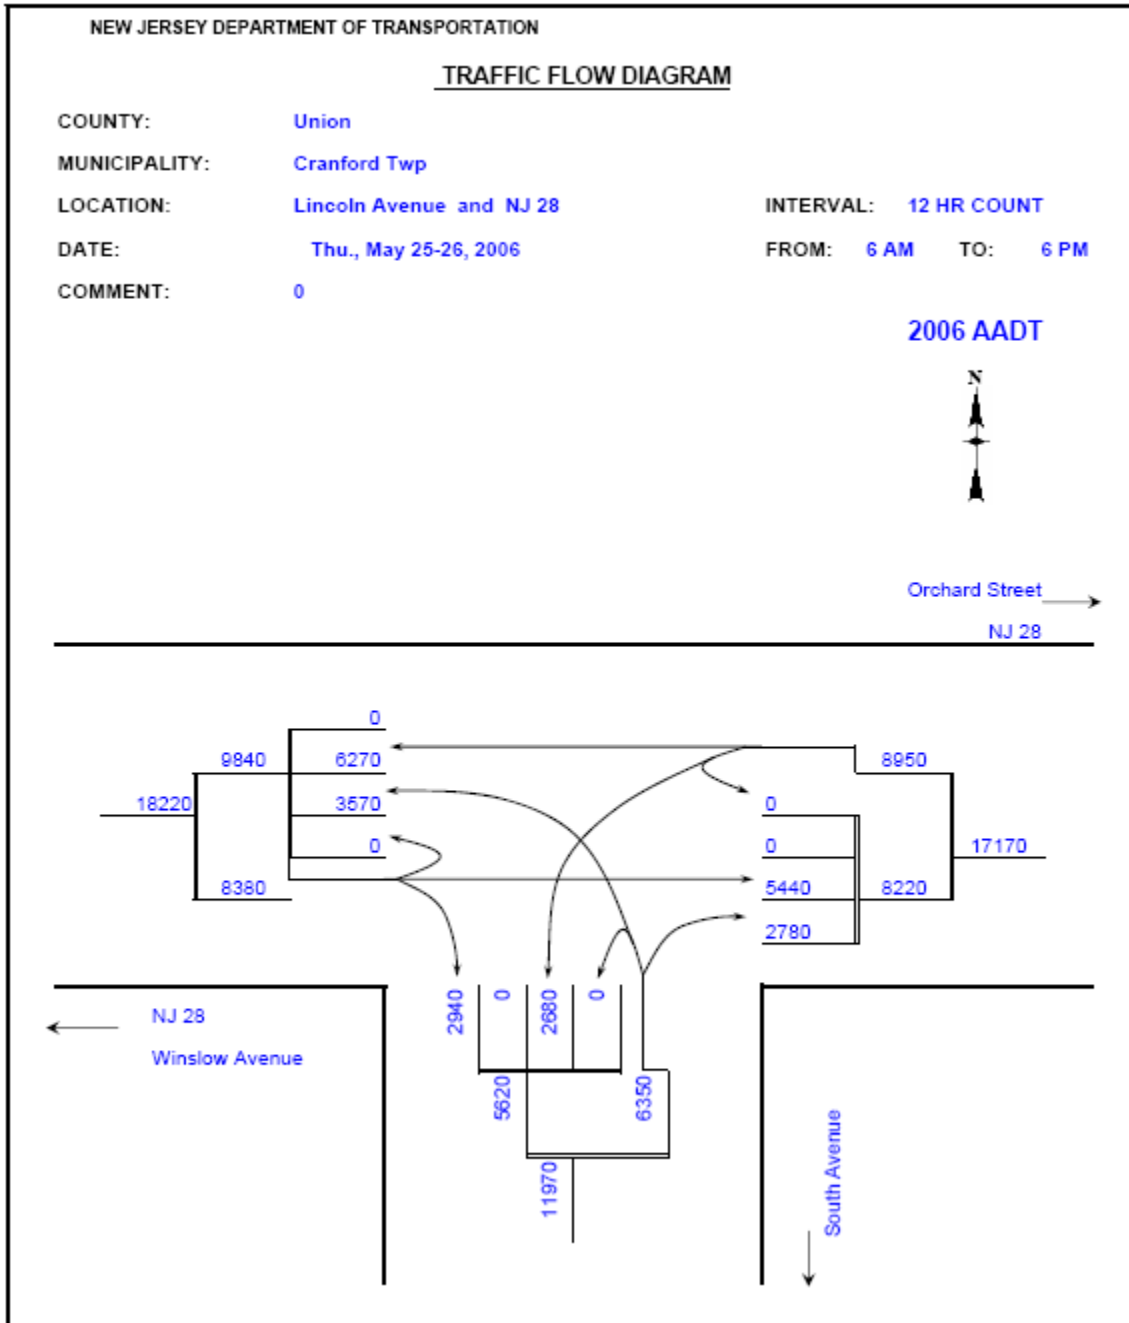 NEW JERSEY DEPARTMENT OF TRANSPORTATION
TRAFFIC FLOW DIAGRAM
COUNTY: Union
MUNICIPALITY: Cranford Twp
LOCATION: Lincoln Avenue and NJ 28 INTERVAL: 12 HR COUNT
DATE: Thu., May 25-26, 2006 FROM: 6 AM TO: 6 PM
COMMENT: 0
2006 AADT
N
Orchard Street
NJ 28
0
9840 6270 8950
18220 3570 0
0 0 17170
8380 5440 8220
2780
2940 0 2680 0
NJ 28
Winslow Avenue
5620 6350
11970
South Avenue